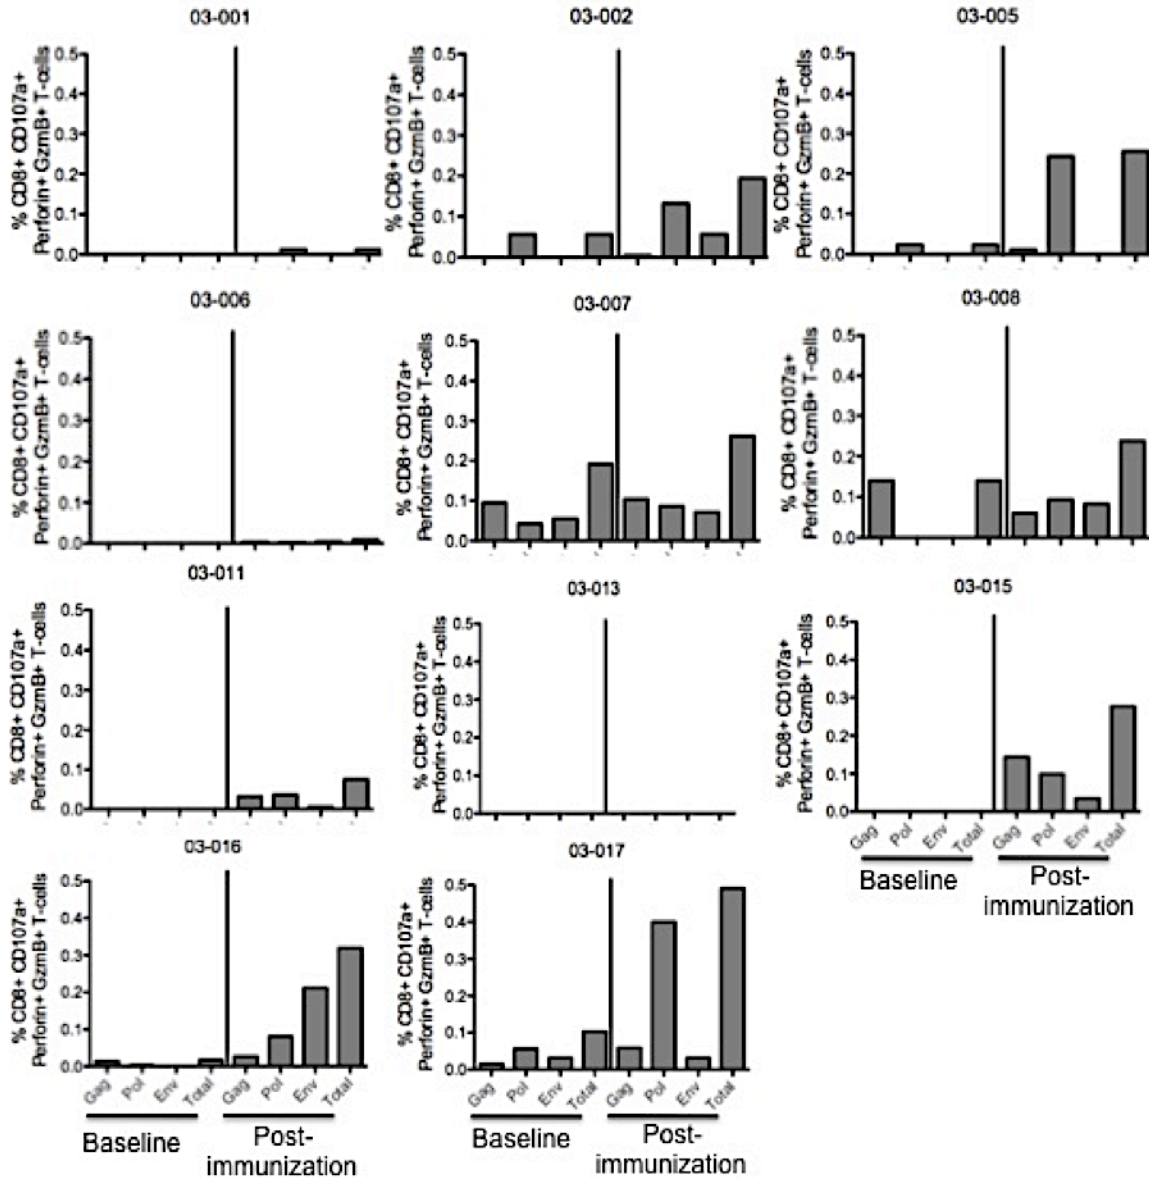 03-001
% CD8+ CD107a+
Perforin+ GzmB+ T-cells
0.5
0.4
0.3
0.2
0.1
0.0
03-002
% CD8+ CD107a+
Perforin+ GzmB+ T-cells
0.5
0.4
0.3
0.2
0.1
0.0
03-005
% CD8+ CD107a+
Perforin+ GzmB+ T-cells
0.5
0.4
0.3
0.2
0.1
0.0
03-006
% CD8+ CD107a+
Perforin+ GzmB+ T-cells
0.5
0.4
0.3
0.2
0.1
0.0
03-007
% CD8+ CD107a+
Perforin+ GzmB+ T-cells
0.5
0.4
0.3
0.2
0.1
0.0
03-008
% CD8+ CD107a+
Perforin+ GzmB+ T-cells
0.5
0.4
0.3
0.2
0.1
0.0
03-011
% CD8+ CD107a+
Perforin+ GzmB+ T-cells
0.5
0.4
0.3
0.2
0.1
0.0
03-013
% CD8+ CD107a+
Perforin+ GzmB+ T-cells
0.5
0.4
0.3
0.2
0.1
0.0
03-015
% CD8+ CD107a+
Perforin+ GzmB+ T-cells
0.5
0.4
0.3
0.2
0.1
0.0
Gag Pol Env Total Gag Pol Env Total
Baseline
Post-
immunization
03-016
% CD8+ CD107a+
Perforin+ GzmB+ T-cells
0.5
0.4
0.3
0.2
0.1
0.0
Gag Pol Env Total Gag Pol Env Total
Baseline
Post-
immunization
03-017
% CD8+ CD107a+
Perforin+ GzmB+ T-cells
0.5
0.4
0.3
0.2
0.1
0.0
Gag Pol Env Total Gag Pol Env Total
Baseline
Post-
immunization